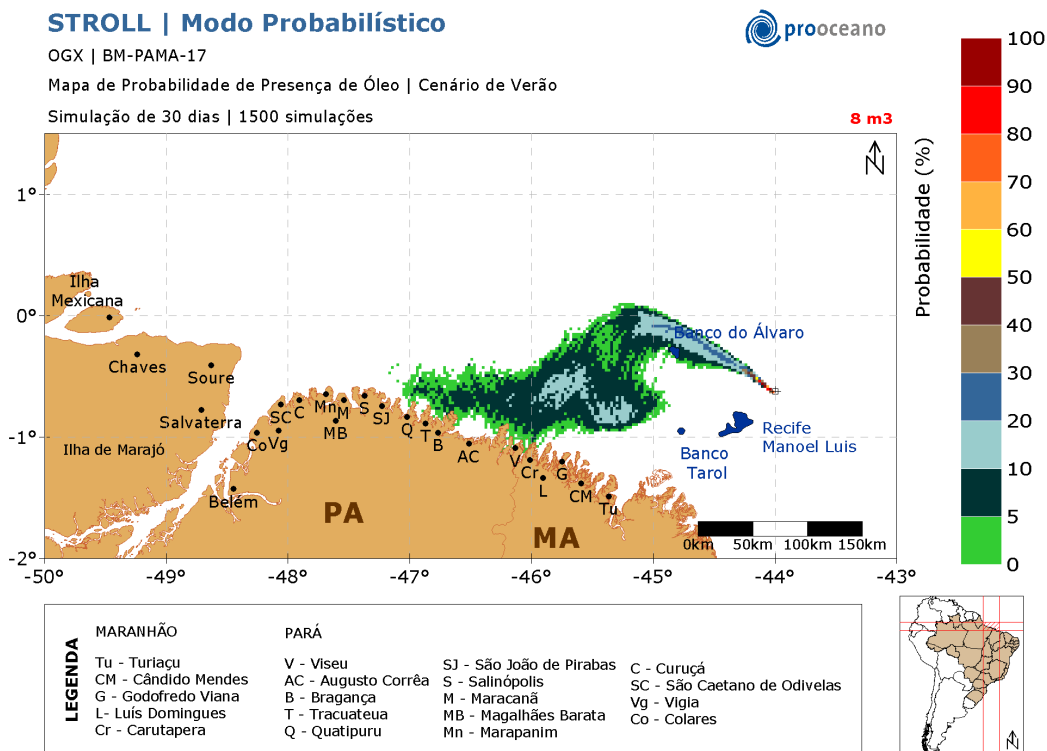 STROLL | Modo Probabilístico
OGX | BM-PAMA-17
Mapa de Probabilidade de Presença de Óleo | Cenário de Verão
Simulação de 30 dias | 1500 simulações
prooceano
8 m3
N
1°
0°
-1°
-2°
-50
-49
-48
-47
-46
-45
-44
-43
Ilha
Mexicana
Chaves
Soure
Salvaterra
Ilha de Marajó
Belém
Co
Vg
SC
C
Mn
M
MB
S
SJ
Q
T
B
AC
V
Cr
L
G
CM
Tu
PA
MA
Banco do Álvaro
Recife
Manoel Luis
Banco
Tarol
0km
50km
100km
150km
Probabilidade (%)
100
90
80
70
60
50
40
30
20
10
5
0
LEGENDA
MARANHÃO
Tu - Turiaçu
CM - Cândido Mendes
G - Godofredo Viana
L- Luís Domingues
Cr - Carutapera
PARÁ
V - Viseu
AC - Augusto Corrêa
B - Bragança
T - Tracuateua
Q - Quatipuru
SJ - São João de Pirabas
S - Salinópolis
M - Maracanã
MB - Magalhães Barata
Mn - Marapanim
C - Curuçá
SC - São Caetano de Odivelas
Vg - Vigia
Co - Colares
N